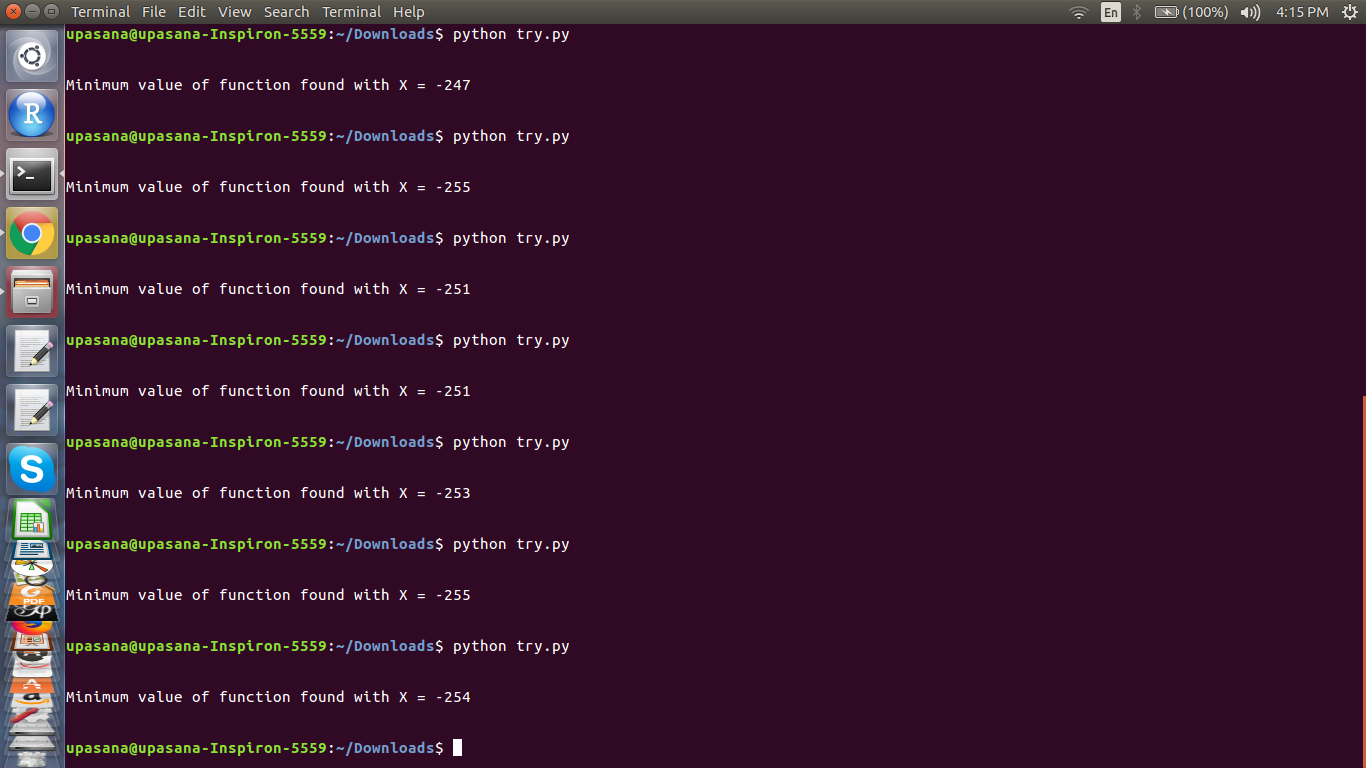 Terminal File Edit View Search Terminal Help En (100%) 4:15 PM
upasana@upasana-Inspiron-5559:~/Downloads$ python try.py
Minimum value of function found with X = -247
upasana@upasana-Inspiron-5559:~/Downloads$ python try.py
Minimum value of function found with X = -255
upasana@upasana-Inspiron-5559:~/Downloads$ python try.py
Minimum value of function found with X = -251
upasana@upasana-Inspiron-5559:~/Downloads$ python try.py
Minimum value of function found with X = -251
upasana@upasana-Inspiron-5559:~/Downloads$ python try.py
Minimum value of function found with X = -253
upasana@upasana-Inspiron-5559:~/Downloads$ python try.py
Minimum value of function found with X = -255
upasana@upasana-Inspiron-5559:~/Downloads$ python try.py
Minimum value of function found with X = -254
upasana@upasana-Inspiron-5559:~/Downloads$
R
>_
S
PDF
A
a